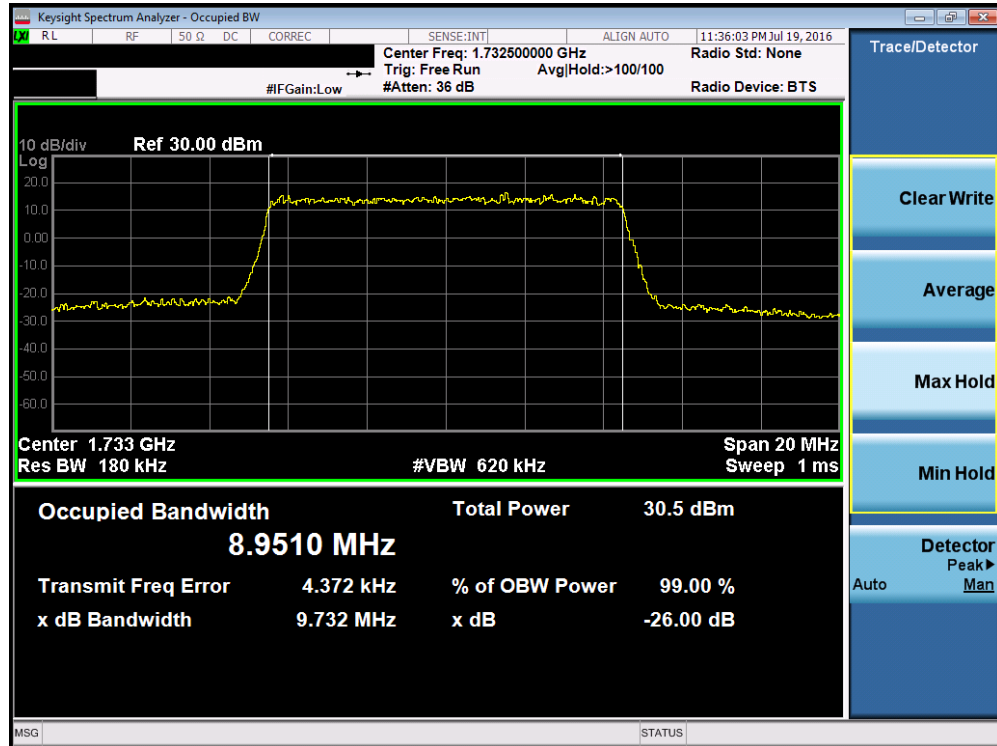 Keysight Spectrum Analyzer - Occupied BW
LXI RL RF 50 Ω DC CORREC SENSE:INT ALIGN AUTO 11:36:03 PM Jul 19, 2016
Center Freq: 1.732500000 GHz Radio Std: None
Trig: Free Run Avg|Hold:>100/100
#IFGain:Low #Atten: 36 dB Radio Device: BTS
Trace/Detector
10 dB/div Ref 30.00 dBm
Log
20.0
10.0
0.00
-10.0
-20.0
-30.0
-40.0
-50.0
-60.0
Center 1.733 GHz Span 20 MHz
Res BW 180 kHz #VBW 620 kHz Sweep 1 ms
Occupied Bandwidth Total Power 30.5 dBm
8.9510 MHz
Transmit Freq Error 4.372 kHz % of OBW Power 99.00 %
x dB Bandwidth 9.732 MHz x dB -26.00 dB
Clear Write
Average
Max Hold
Min Hold
Detector
Peak▶
Auto Man
MSG STATUS